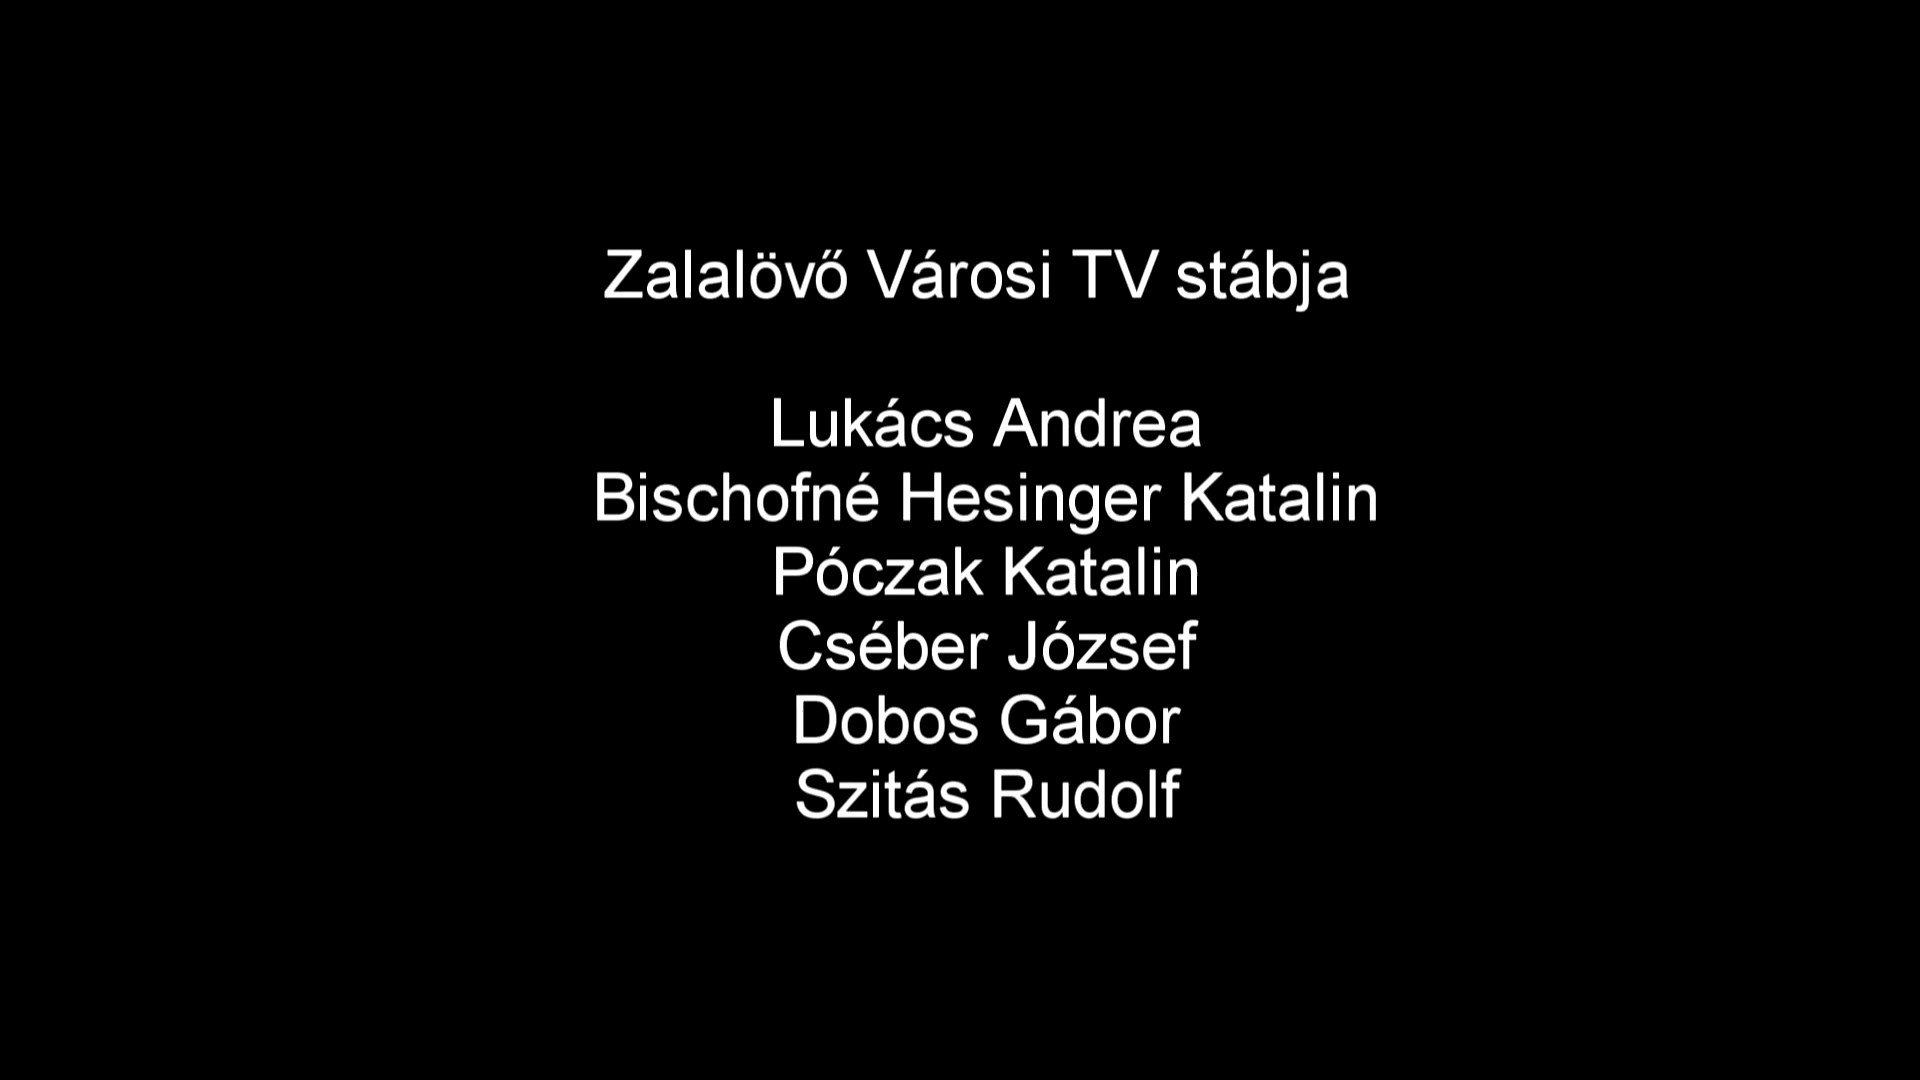 Zalalövő Városi TV stábja
Lukács Andrea
Bischofné Hesinger Katalin
Póczak Katalin
Cséber József
Dobos Gábor
Szitás Rudolf